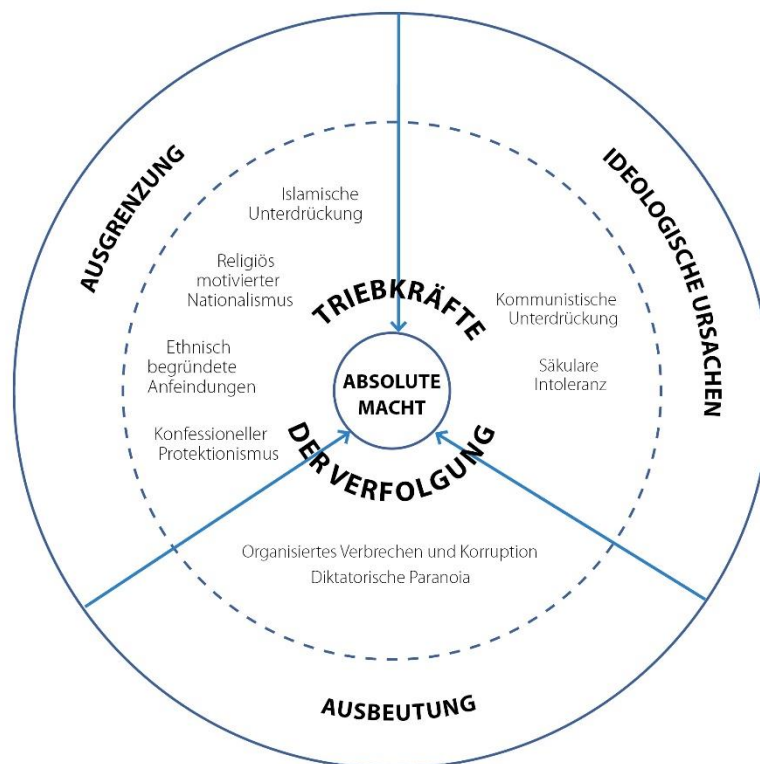 AUSGRENZUNG
IDEOLOGISCHE URSACHEN
Islamische
Unterdrückung
Religiös
motivierter
Nationalismus
Ethnisch
begründete
Anfeindungen
Konfessioneller
Protektionismus
TRIEBKRÄFTE
ABSOLUTE
MACHT
DER VERFOLGUNG
Kommunistische
Unterdrückung
Säkulare
Intoleranz
Organisiertes Verbrechen und Korruption
Diktatorische Paranoia
AUSBEUTUNG